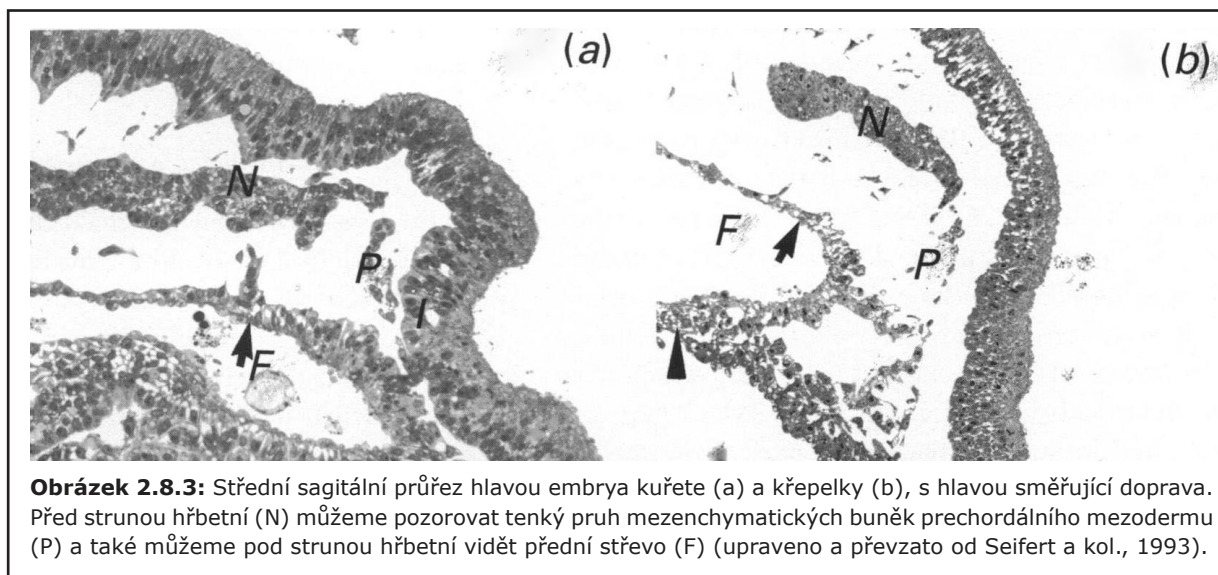 (a)
(b)
N
P
I
F
N
F
P
Obrázek 2.8.3: Střední sagitální průřez hlavou embrya kuřete (a) a křepelky (b), s hlavou směřující doprava.
Před strunou hřbetní (N) můžeme pozorovat tenký pruh mezenchymatických buněk prechordálního mezodermu
(P) a také můžeme pod strunou hřbetní vidět přední střevo (F) (upraveno a převzato od Seifert a kol., 1993).